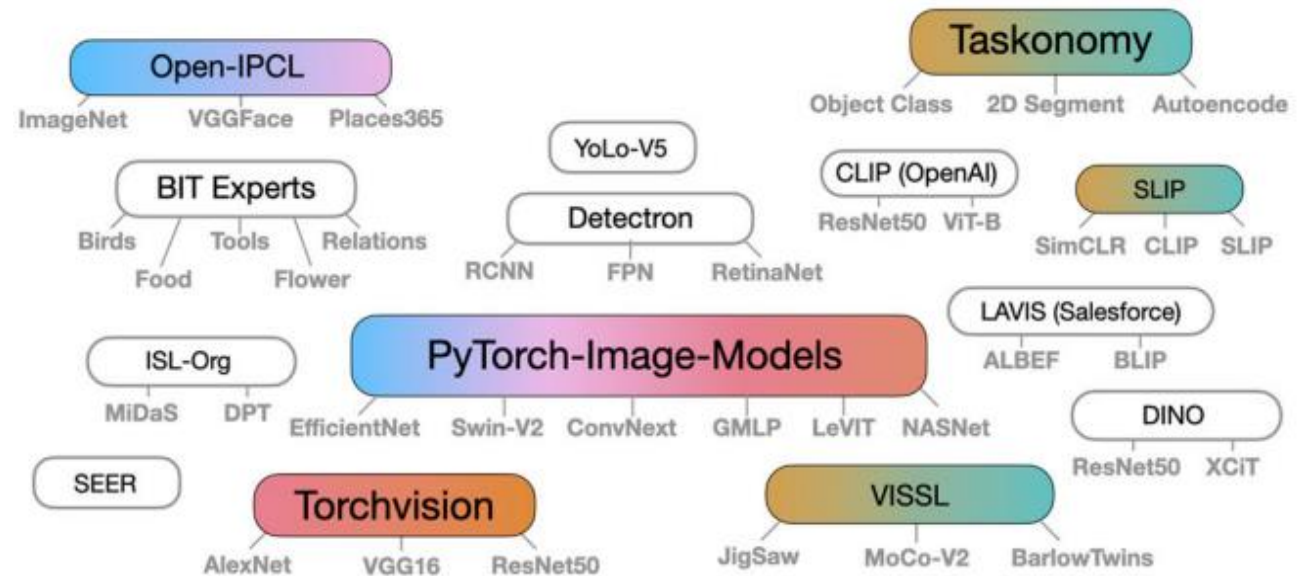 Open-IPCL
ImageNet VGGFace Places365
Taskonomy
Object Class 2D Segment Autoencode
YoLo-V5
BIT Experts
Birds Tools Relations
Food Flower
Detectron
RCNN FPN RetinaNet
CLIP (OpenAI)
ResNet50 ViT-B
SLIP
SimCLR CLIP SLIP
LAVIS (Salesforce)
ALBEF BLIP
ISL-Org
MiDaS DPT
PyTorch-Image-Models
EfficientNet Swin-V2 ConvNext GMLP LeViT NASNet
DINO
ResNet50 XCiT
SEER
Torchvision
AlexNet VGG16 ResNet50
VISSL
JigSaw MoCo-V2 BarlowTwins